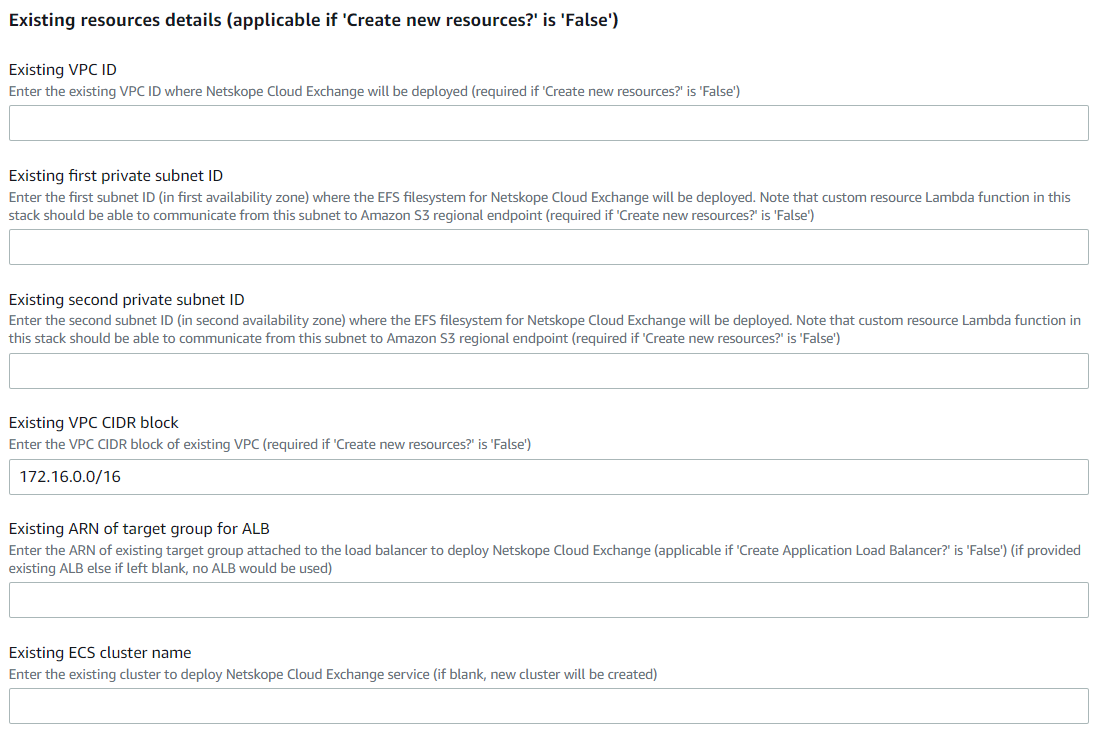 Existing resources details (applicable if 'Create new resources?' is 'False')
Existing VPC ID
Enter the existing VPC ID where Netskope Cloud Exchange will be deployed (required if 'Create new resources?' is 'False')
Existing first private subnet ID
Enter the first subnet ID (in first availability zone) where the EFS filesystem for Netskope Cloud Exchange will be deployed. Note that custom resource Lambda function in this
stack should be able to communicate from this subnet to Amazon S3 regional endpoint (required if 'Create new resources?' is 'False')
Existing second private subnet ID
Enter the second subnet ID (in second availability zone) where the EFS filesystem for Netskope Cloud Exchange will be deployed. Note that custom resource Lambda function in
this stack should be able to communicate from this subnet to Amazon S3 regional endpoint (required if 'Create new resources?' is 'False')
Existing VPC CIDR block
Enter the VPC CIDR block of existing VPC (required if 'Create new resources?' is 'False')
172.16.0.0/16
Existing ARN of target group for ALB
Enter the ARN of existing target group attached to the load balancer to deploy Netskope Cloud Exchange (applicable if 'Create Application Load Balancer?' is 'False') (if provided
existing ALB else if left blank, no ALB would be used)
Existing ECS cluster name
Enter the existing cluster to deploy Netskope Cloud Exchange service (if blank, new cluster will be created)